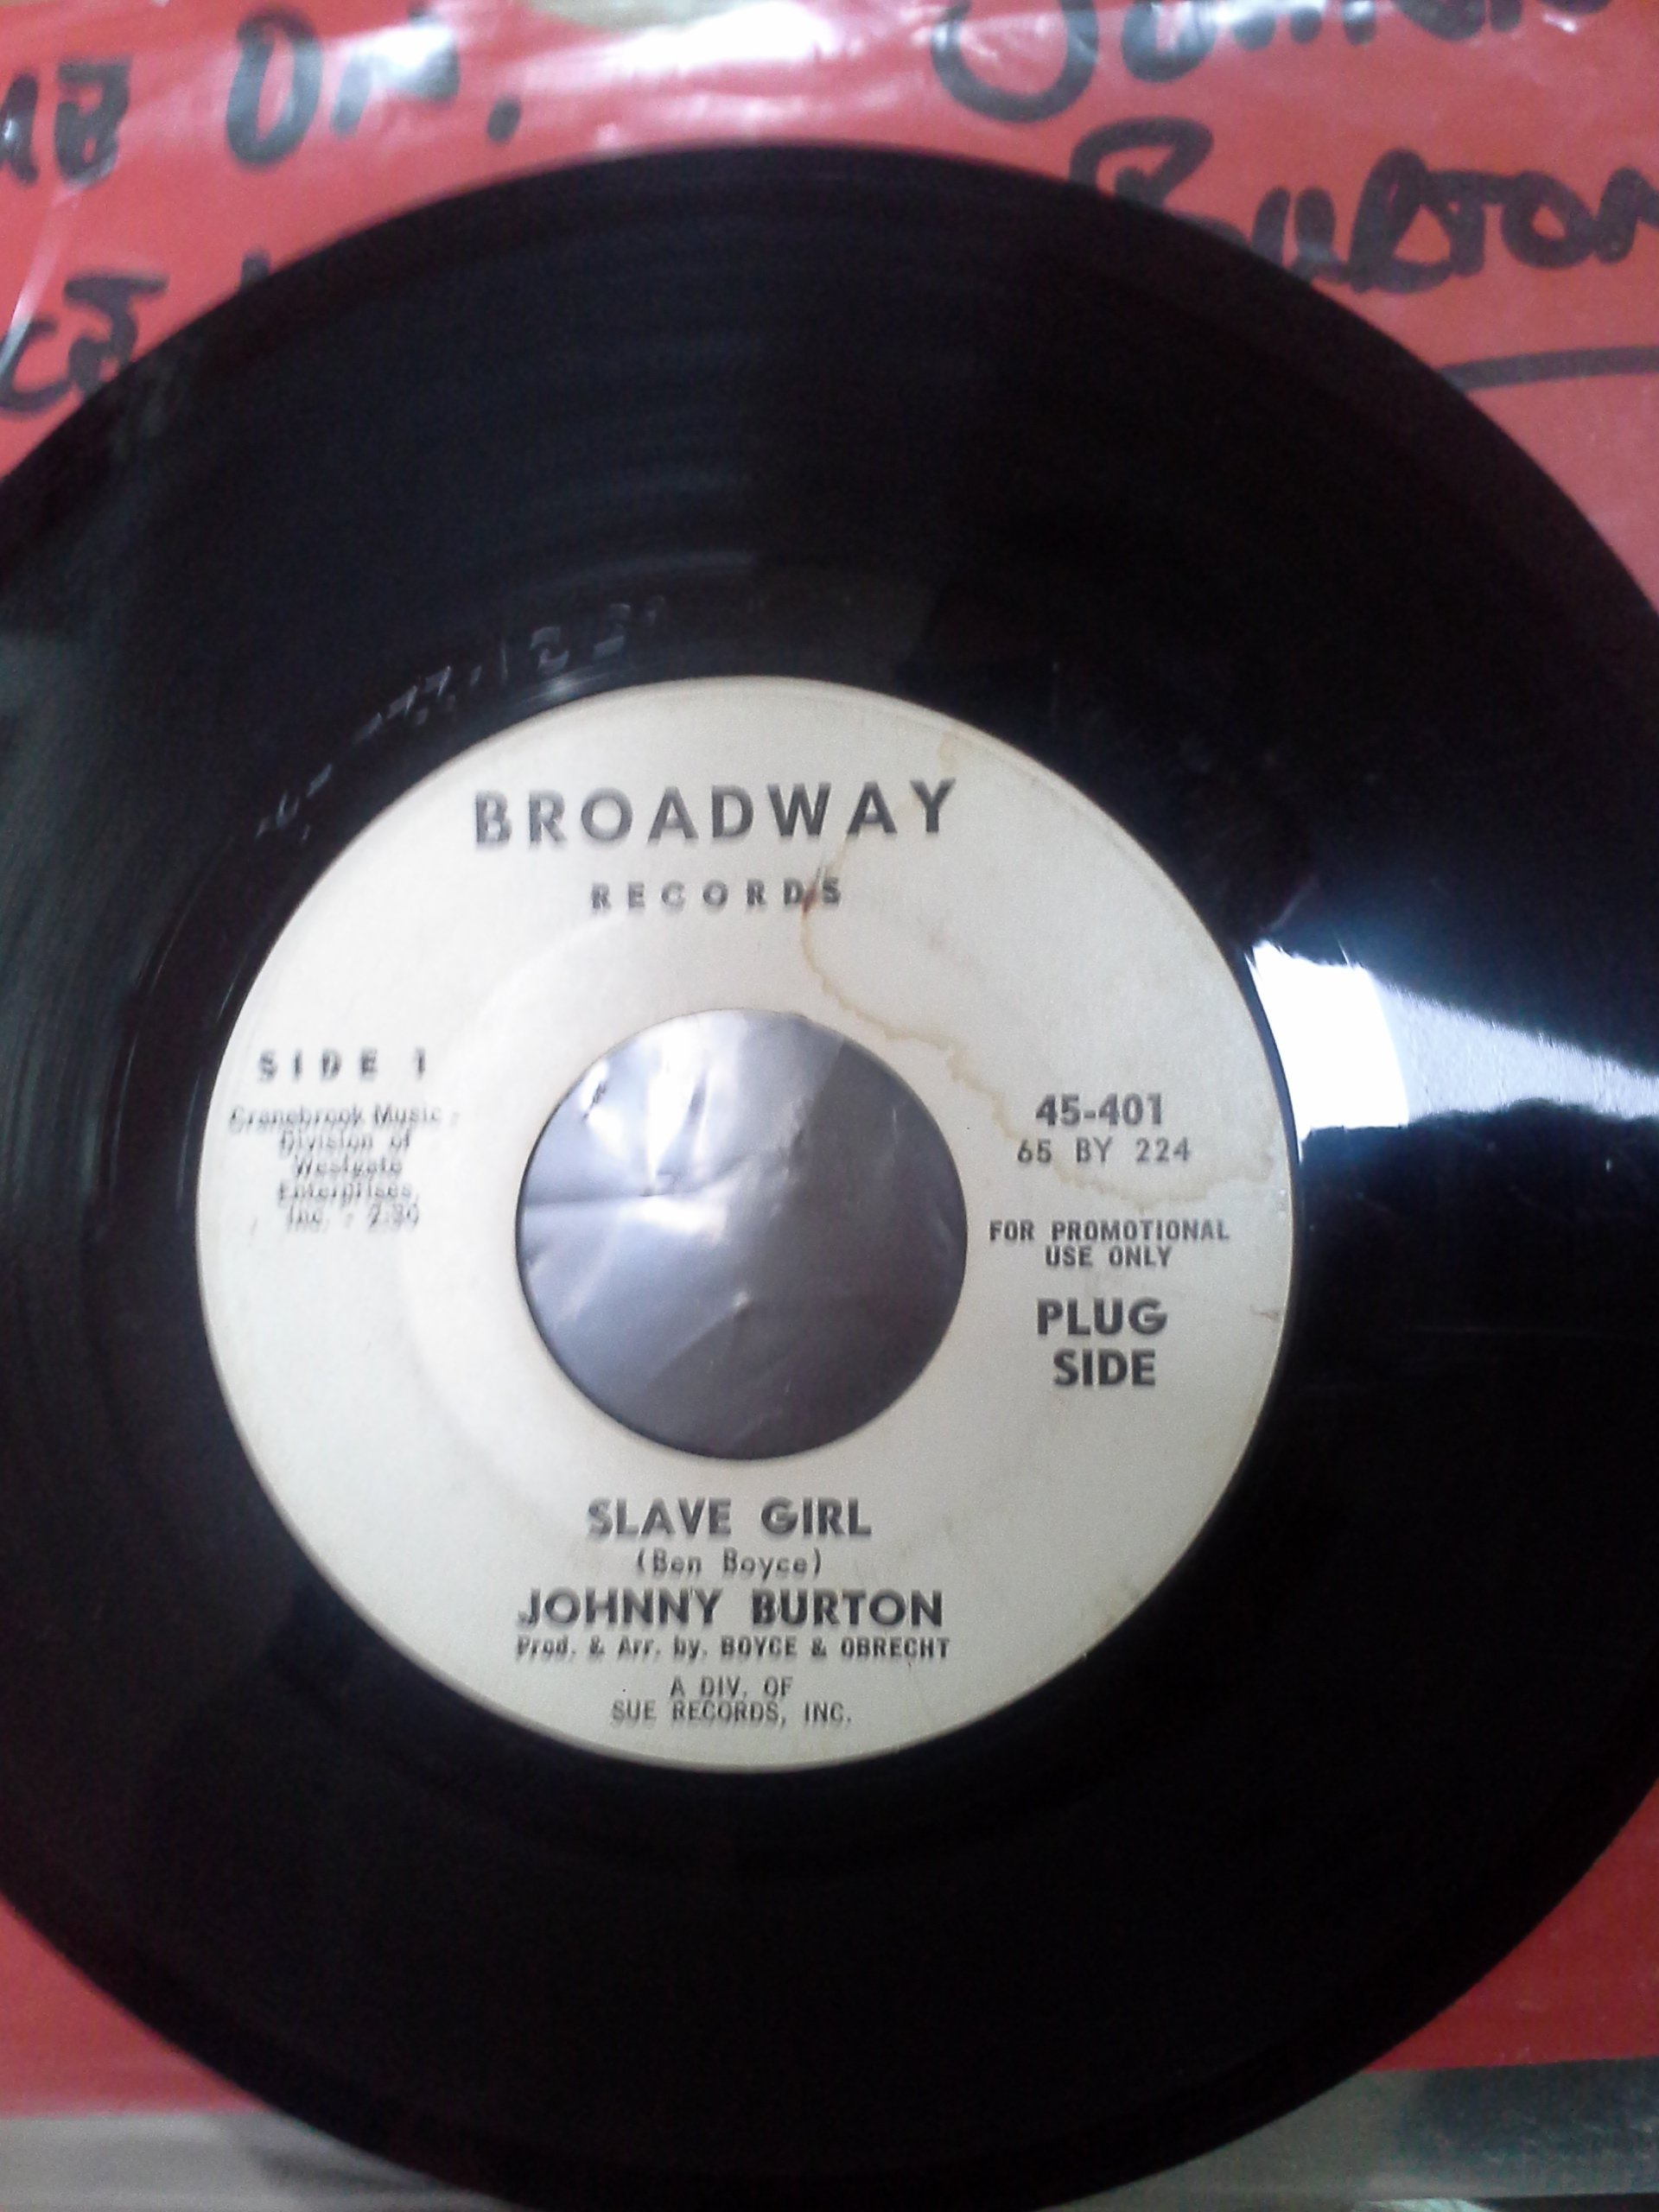 Burton
BROADWAY
RECORDS
SIDE 1
Cranebrook Music -
Division of
Westgate
Enterprises,
Inc. -
45-401
65 BY 224
FOR PROMOTIONAL
USE ONLY
PLUG
SIDE
SLAVE GIRL
(Ben Boyce)
JOHNNY BURTON
Prod. & Arr. by. BOYCE & OBRECHT
A DIV. OF
SUE RECORDS, INC.